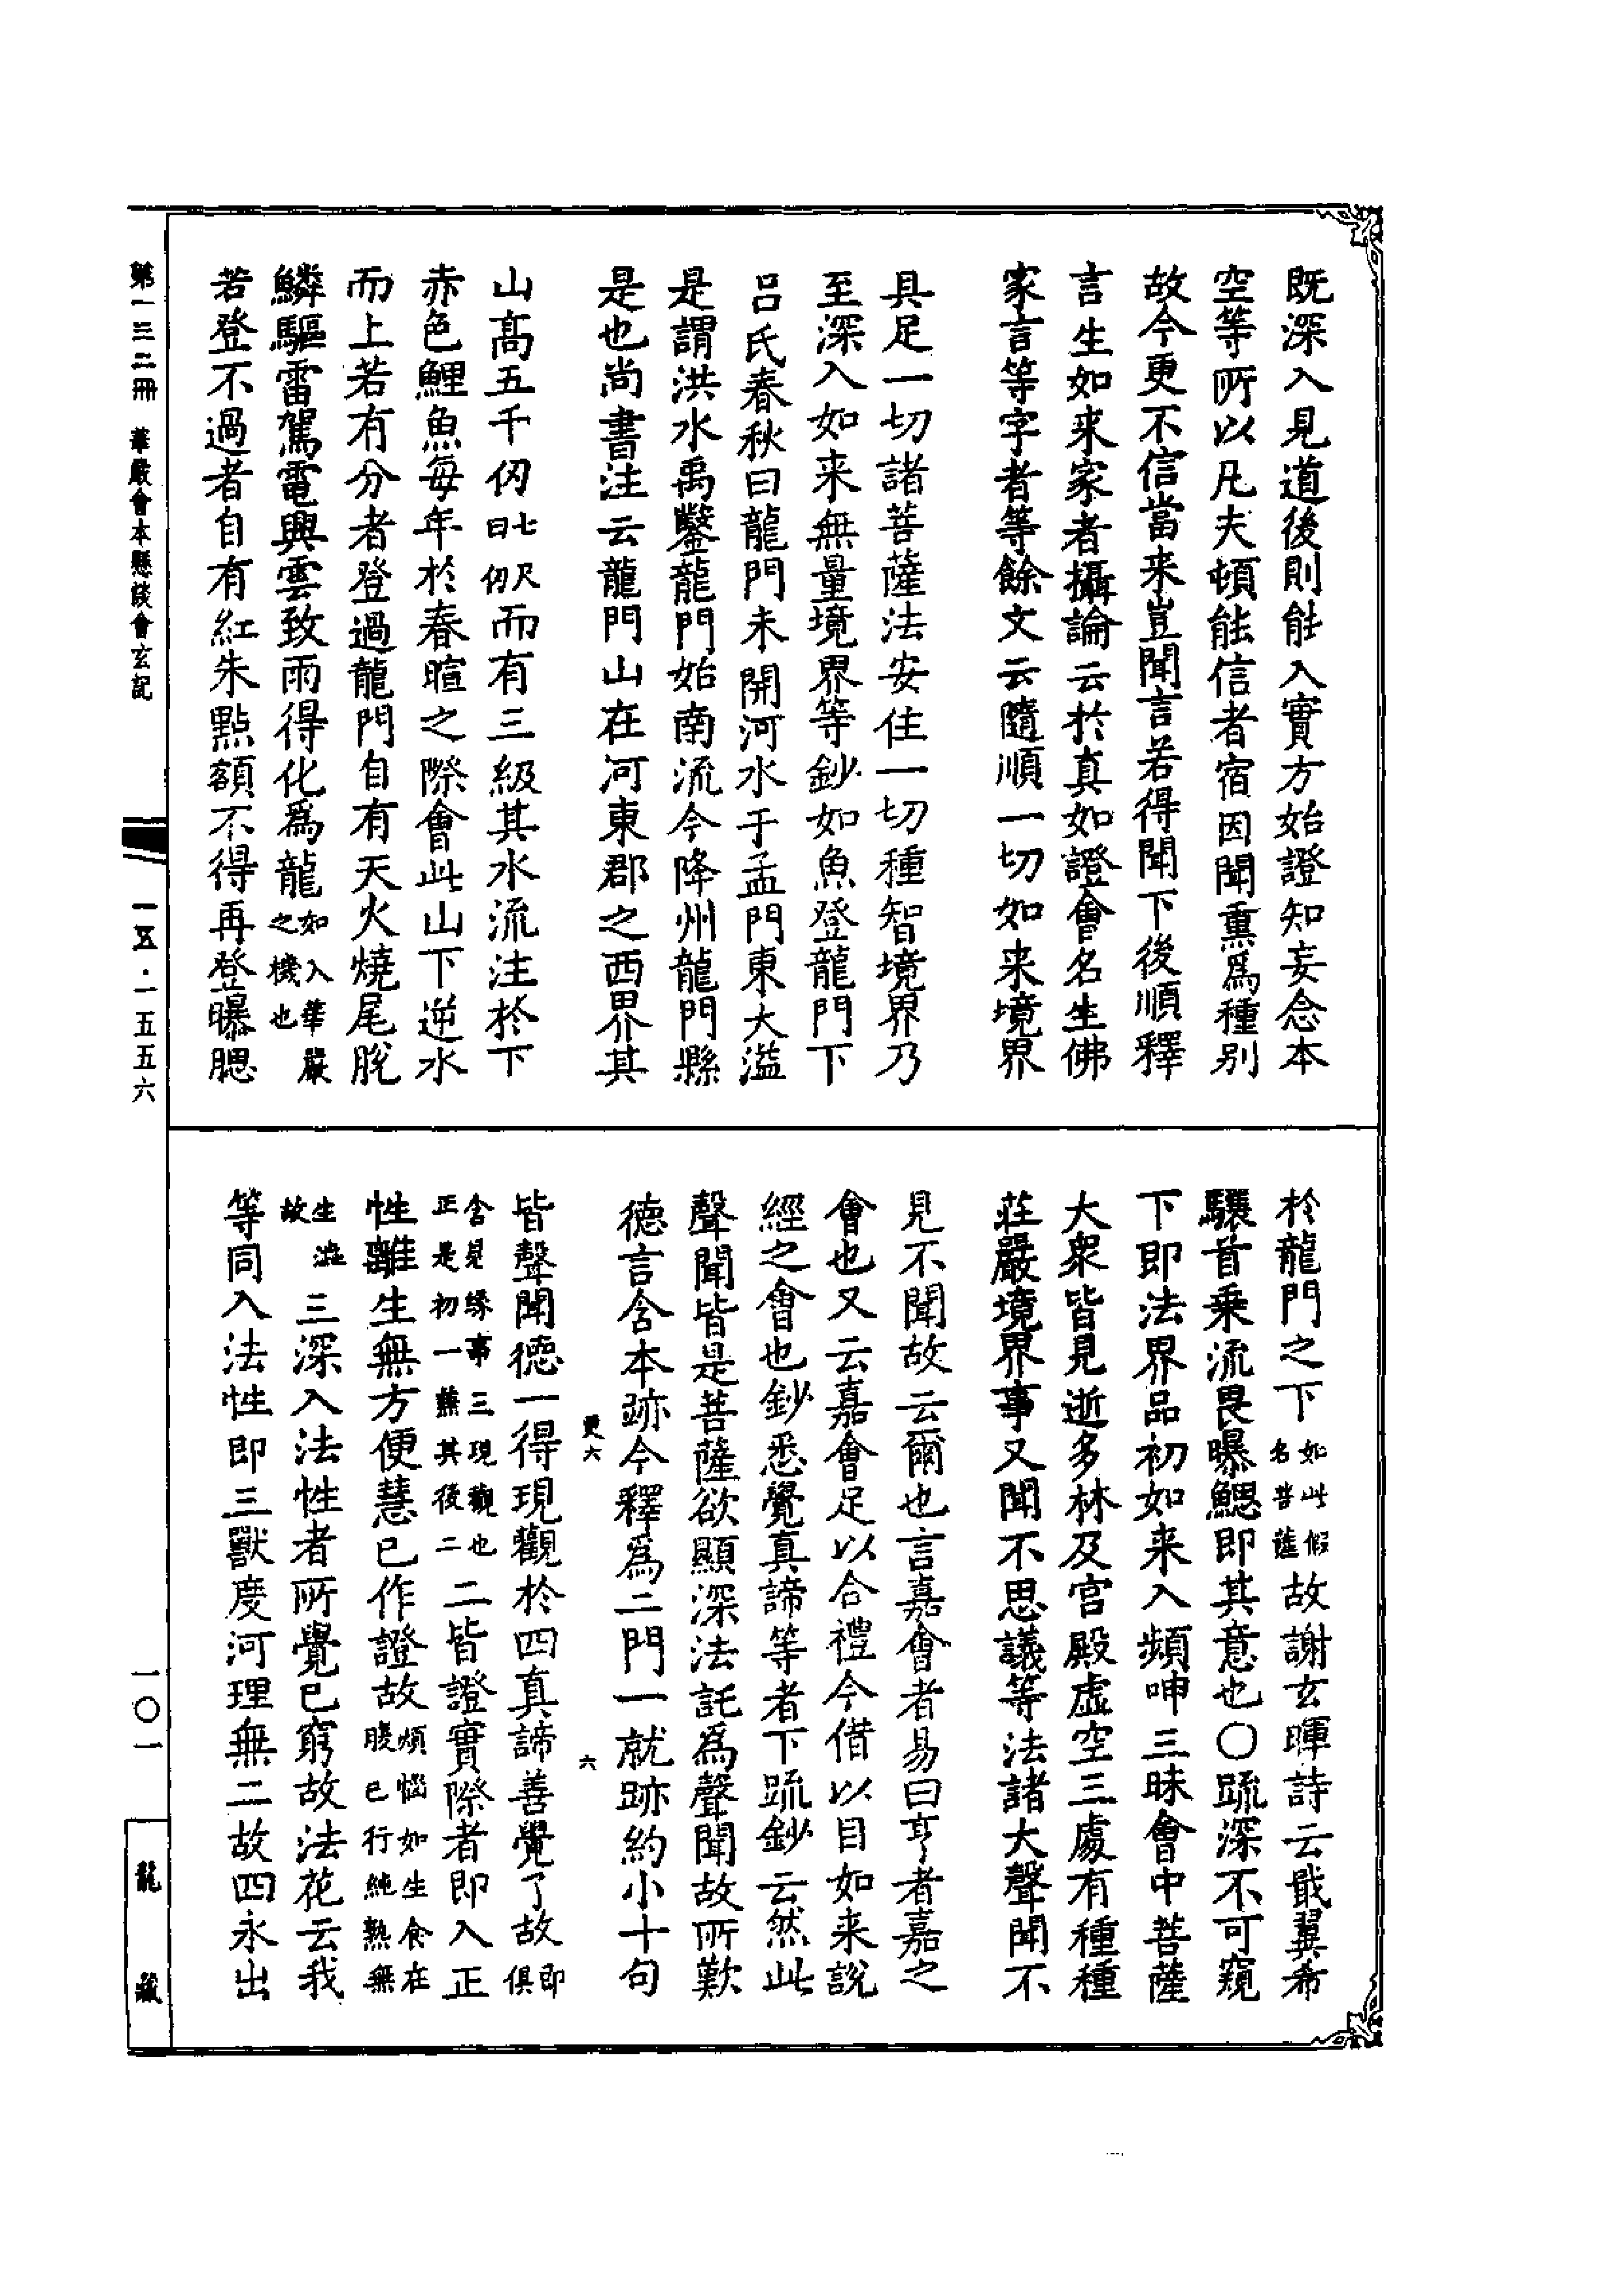 既深入見道後則能入實方始證知妄念本
空等所以凡夫頓能信者宿因聞熏爲種別
故今更不信當来豈聞言若得聞下後順釋
言生如来家者攝論云於真如證會名生佛
家言等字者等餘文云隨順一切如来境界
具足一切諸菩薩法安住一切種智境界乃
至深入如来無量境界等鈔如魚登龍門下
吕氏春秋曰龍門未開河水于孟門東大溢
是謂洪水禹鑿龍門始南流今降州龍門縣
是也尚書注云龍門山在河東郡之西界其
山髙五千仞七尺曰仞而有三級其水流注於下
赤色鯉魚每年於春暄之際會此山下逆水
而上若有分者登過龍門自有天火燒尾脫
鱗驅雷駕電興雲致雨得化爲龍如入華嚴之機也
若登不過者自有紅朱點額不得再登曝腮
於龍門之下如此假名菩薩故謝玄暉詩云戢翼希
驤首乗流畏曝鰓即其意也〇疏深不可窺
下即法界品初如来入頻呻三昧會中菩薩
大衆皆見逝多林及宫殿虛空三處有種種
莊嚴境界事又聞不思議等法諸大聲聞不
見不聞故云爾也言嘉會者易曰亨者嘉之
會也又云嘉會足以合禮今借以目如来說
經之會也鈔悉覺真諦等者下疏鈔云然此
聲聞皆是菩薩欲顯深法託爲聲聞故所歎
德言含本跡今釋爲二門一就跡約小十句
更六 六
皆聲聞德一得現觀於四真諦善覺了故即俱
含見緣事三現觀也正是初一兼其後二二皆證實際者即入正
性離生無方便慧已作證故煩惱如生食在腹已行純熟無
生澁故三深入法性者所覺已窮故法花云我
等同入法性即三獸度河理無二故四永出
第一三二冊 華嚴會本懸談會玄記 一五·一五五六 一〇一 龍藏